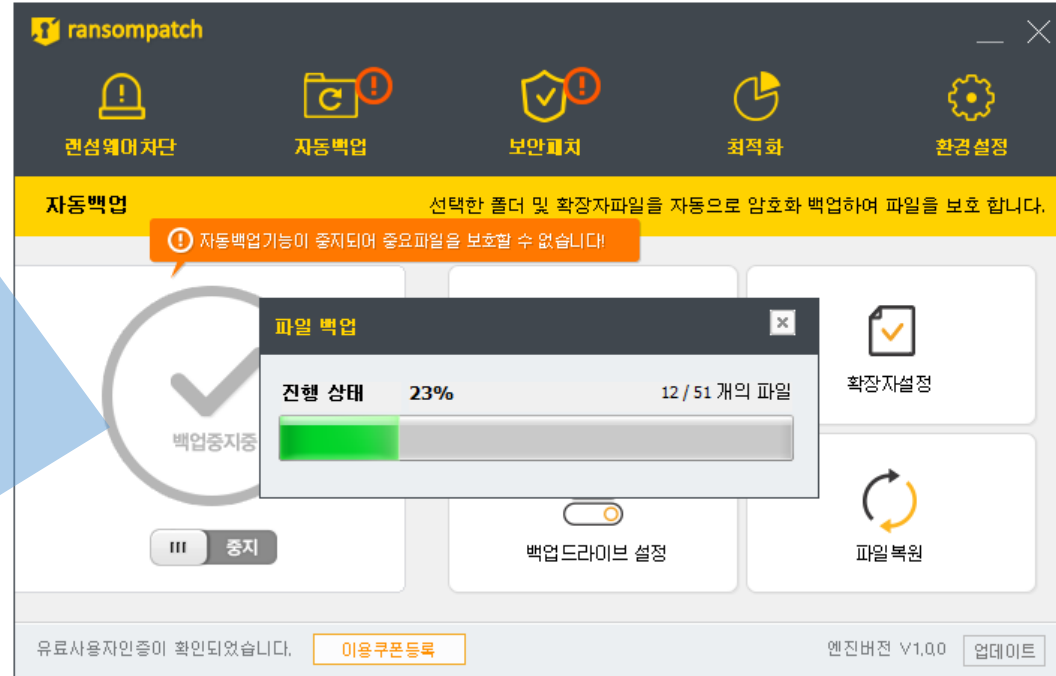 ransompatch
랜섬웨어차단
자동백업
보안패치
최적화
환경설정
자동백업
선택한 폴더 및 확장자파일을 자동으로 암호화 백업하여 파일을 보호 합니다.
자동백업기능이 중지되어 중요파일을 보호할 수 없습니다!
파일 백업
진행 상태 23% 12 / 51 개의 파일
확장자설정
백업중지중
중지
백업드라이브 설정
파일복원
유료사용자인증이 확인되었습니다.
이용쿠폰등록
엔진버전 V1.0.0
업데이트